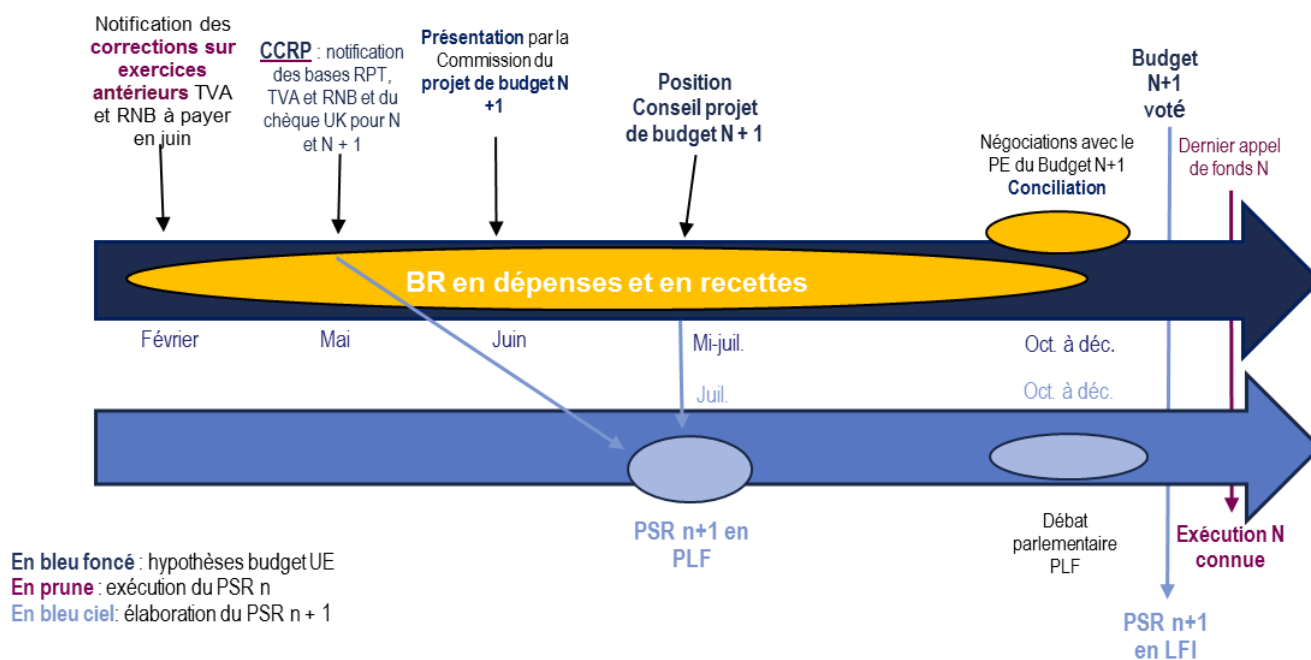 Notification des
corrections sur
exercices
antérieurs TVA
et RNB à payer
en juin
CCRP : notification
des bases RPT,
TVA et RNB et du
chèque UK pour N
et N + 1
Présentation par la
Commission du
projet de budget N
+1
Position
Conseil projet
de budget N + 1
Négociations avec le
PE du Budget N+1
Conciliation
Budget
N+1
voté
Dernier appel
de fonds N
BR en dépenses et en recettes
Février
Mai
Juin
Mi-juil.
Oct. à déc.
Juil.
Oct. à déc.
PSR n+1 en
PLF
Débat
parlementaire
PLF
Exécution N
connue
PSR n+1
en LFI
En bleu foncé : hypothèses budget UE
En prune : exécution du PSR n
En bleu ciel: élaboration du PSR n + 1